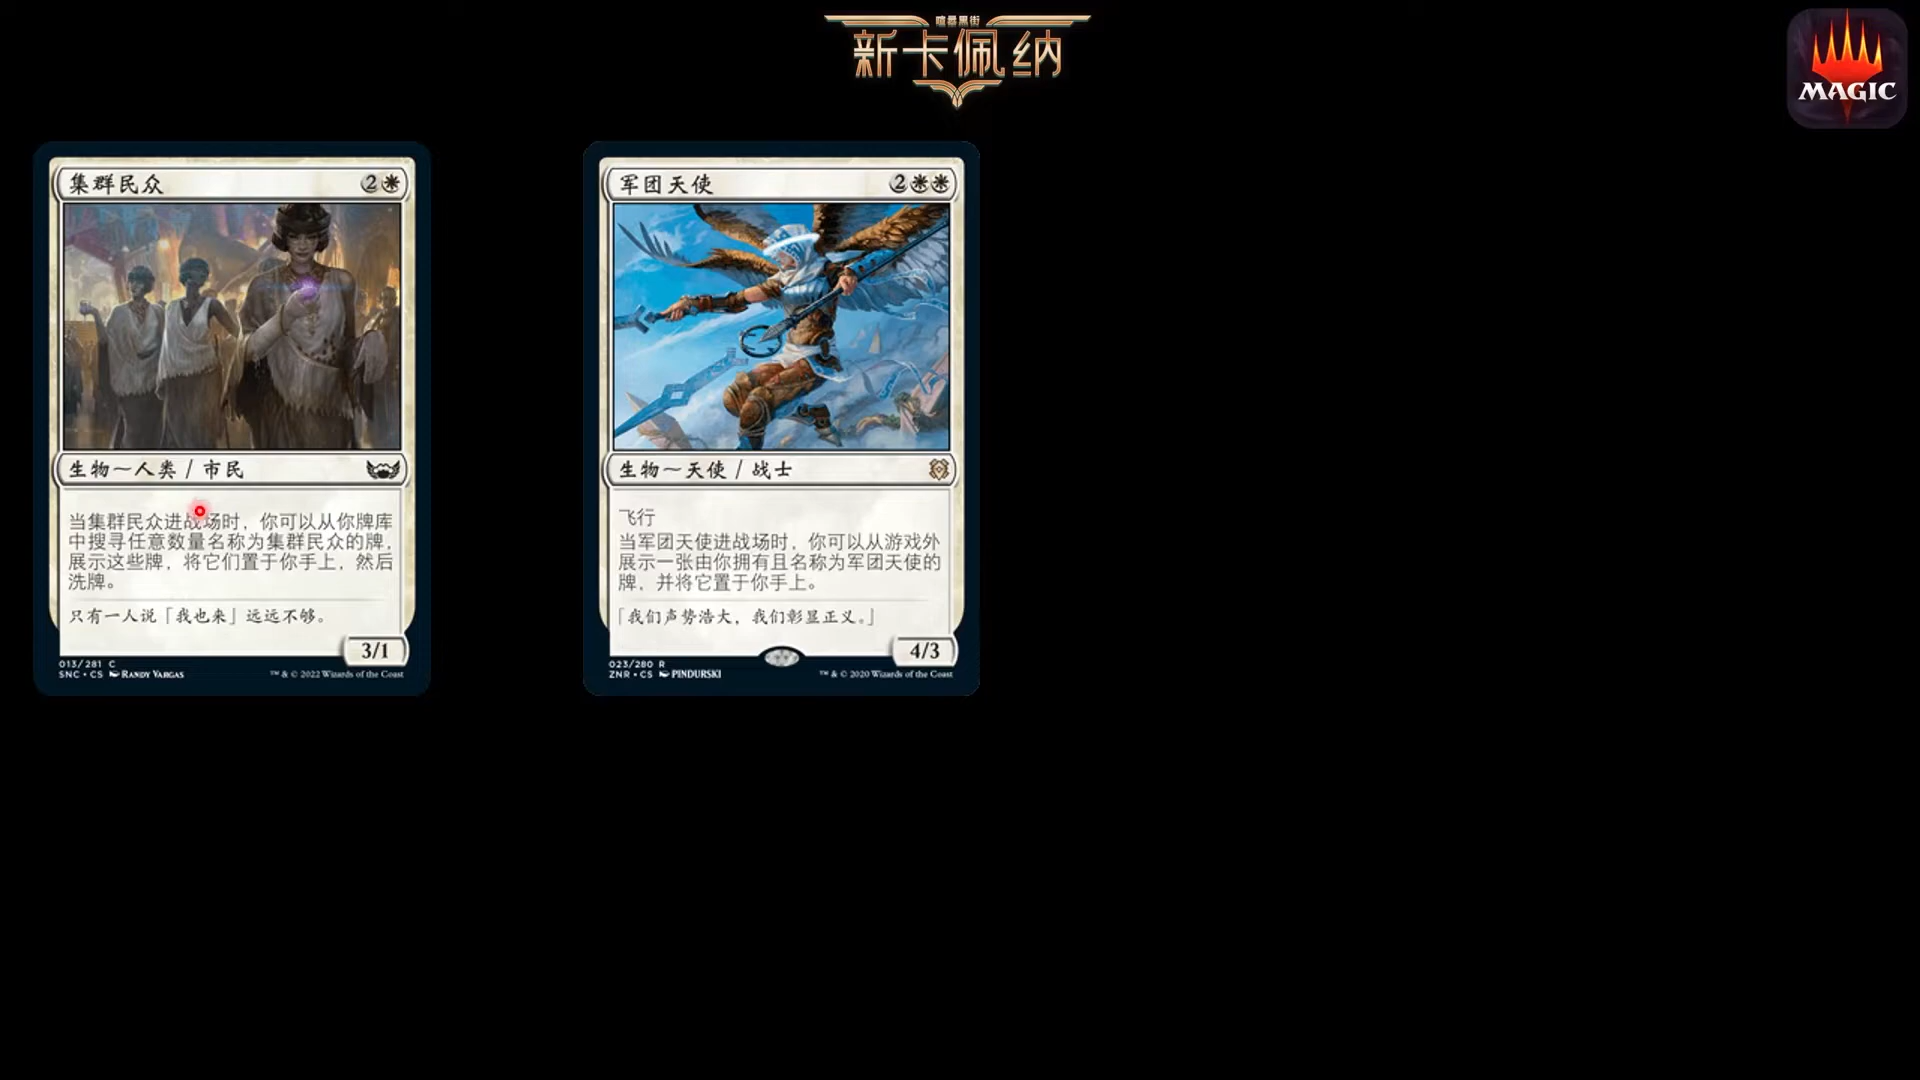 喧嚣黑街
新卡佩纳
MAGIC
集群民众 2
生物～人类 / 市民
当集群民众进战场时，你可以从你牌库
中搜寻任意数量名称为集群民众的牌，
展示这些牌，将它们置于你手上，然后
洗牌。
只有一人说「我也来」远远不够。
3/1
013/281 C
SNC • CS RANDY VARGAS
™ & © 2022 Wizards of the Coast
军团天使 2
生物～天使 / 战士
飞行
当军团天使进战场时，你可以从游戏外
展示一张由你拥有且名称为军团天使的
牌，并将它置于你手上。
「我们声势浩大，我们彰显正义。」
4/3
023/280 R
ZNR • CS PINDURSKI
™ & © 2020 Wizards of the Coast